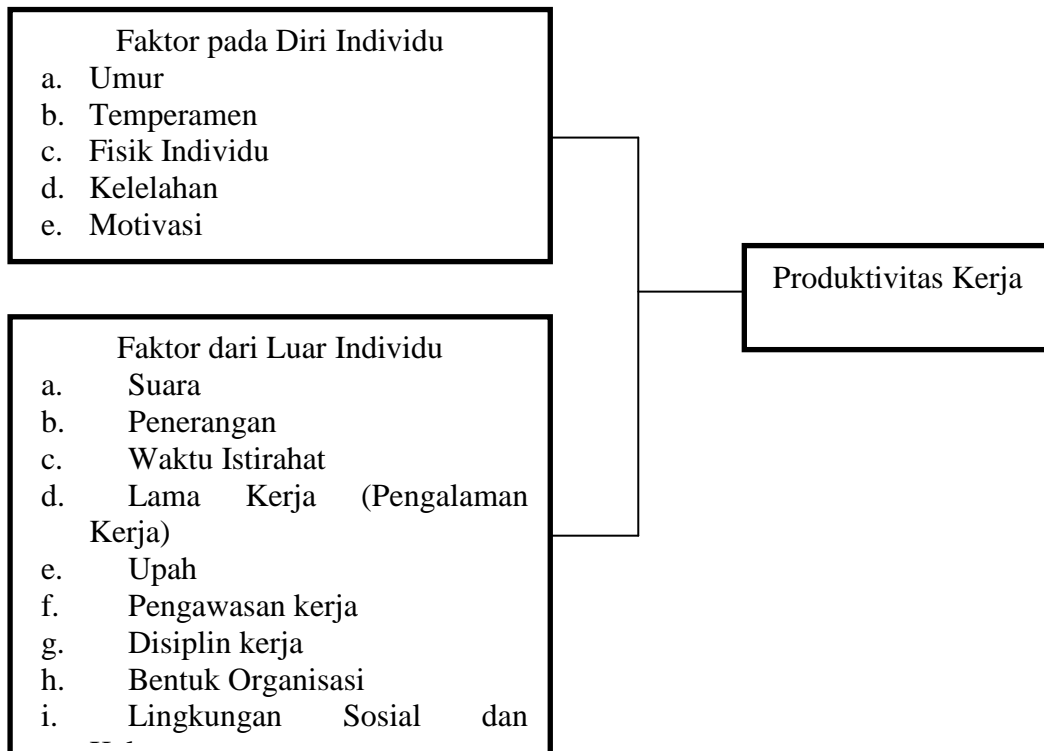 Faktor pada Diri Individu
a. Umur
b. Temperamen
c. Fisik Individu
d. Kelelahan
e. Motivasi
Produktivitas Kerja
Faktor dari Luar Individu
a. Suara
b. Penerangan
c. Waktu Istirahat
d. Lama Kerja (Pengalaman
Kerja)
e. Upah
f. Pengawasan kerja
g. Disiplin kerja
h. Bentuk Organisasi
i. Lingkungan Sosial dan